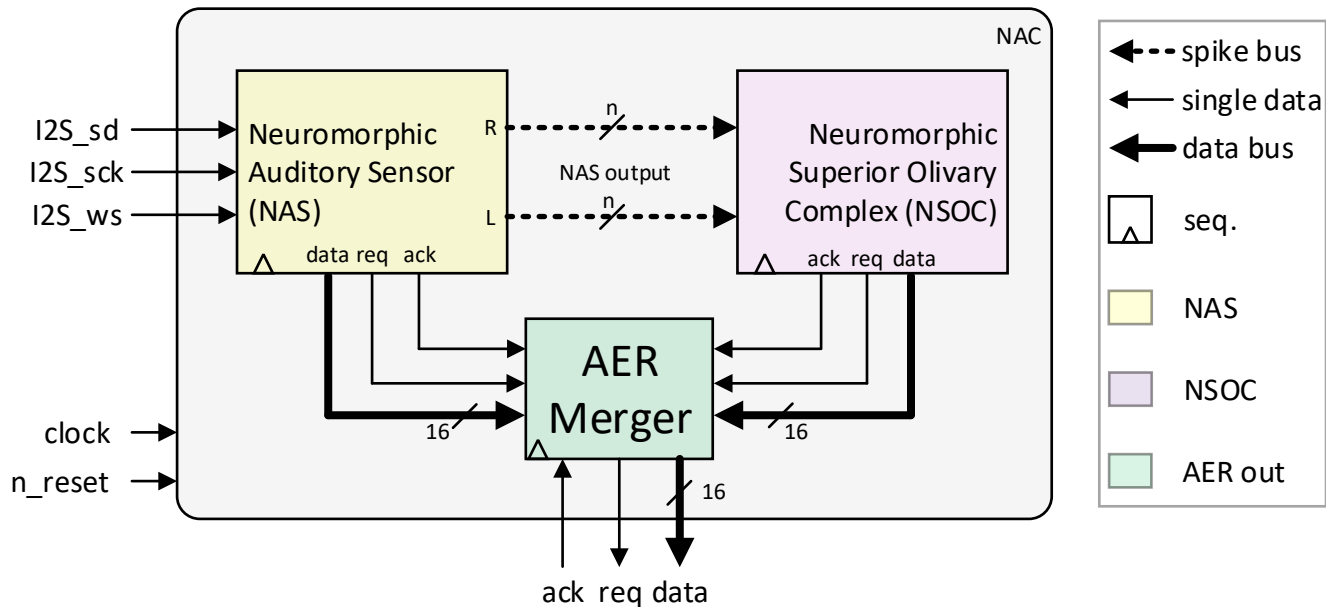 NAC
I2S_sd
I2S_sck
I2S_ws
Neuromorphic
Auditory Sensor
(NAS)
R
L
data req ack
n
NAS output
n
Neuromorphic
Superior Olivary
Complex (NSOC)
ack req data
AER
Merger
16
16
16
clock
n_reset
ack req data
spike bus
single data
data bus
seq.
NAS
NSOC
AER out